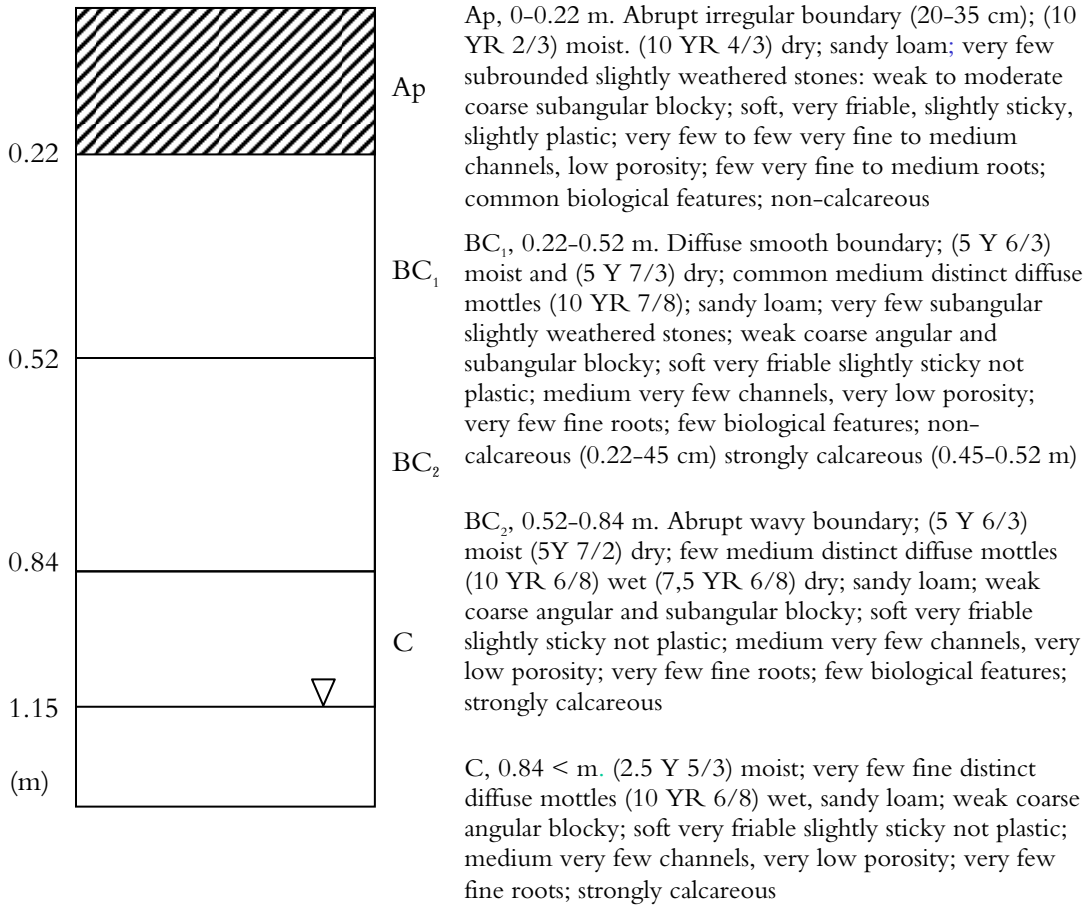 Ap, 0-0.22 m. Abrupt irregular boundary (20-35 cm); (10
YR 2/3) moist. (10 YR 4/3) dry; sandy loam; very few
subrounded slightly weathered stones: weak to moderate
coarse subangular blocky; soft, very friable, slightly sticky,
slightly plastic; very few to few very fine to medium
channels, low porosity; few very fine to medium roots;
common biological features; non-calcareous
Ap
0.22
BC₁, 0.22-0.52 m. Diffuse smooth boundary; (5 Y 6/3)
moist and (5 Y 7/3) dry; common medium distinct diffuse
mottles (10 YR 7/8); sandy loam; very few subangular
slightly weathered stones; weak coarse angular and
subangular blocky; soft very friable slightly sticky not
plastic; medium very few channels, very low porosity;
very few fine roots; few biological features; non-
calcareous (0.22-45 cm) strongly calcareous (0.45-0.52 m)
BC₁
0.52
BC₂
BC₂, 0.52-0.84 m. Abrupt wavy boundary; (5 Y 6/3)
moist (5Y 7/2) dry; few medium distinct diffuse mottles
(10 YR 6/8) wet (7,5 YR 6/8) dry; sandy loam; weak
coarse angular and subangular blocky; soft very friable
slightly sticky not plastic; medium very few channels, very
low porosity; very few fine roots; few biological features;
strongly calcareous
0.84
C
1.15
(m)
C, 0.84 < m. (2.5 Y 5/3) moist; very few fine distinct
diffuse mottles (10 YR 6/8) wet, sandy loam; weak coarse
angular blocky; soft very friable slightly sticky not plastic;
medium very few channels, very low porosity; very few
fine roots; strongly calcareous